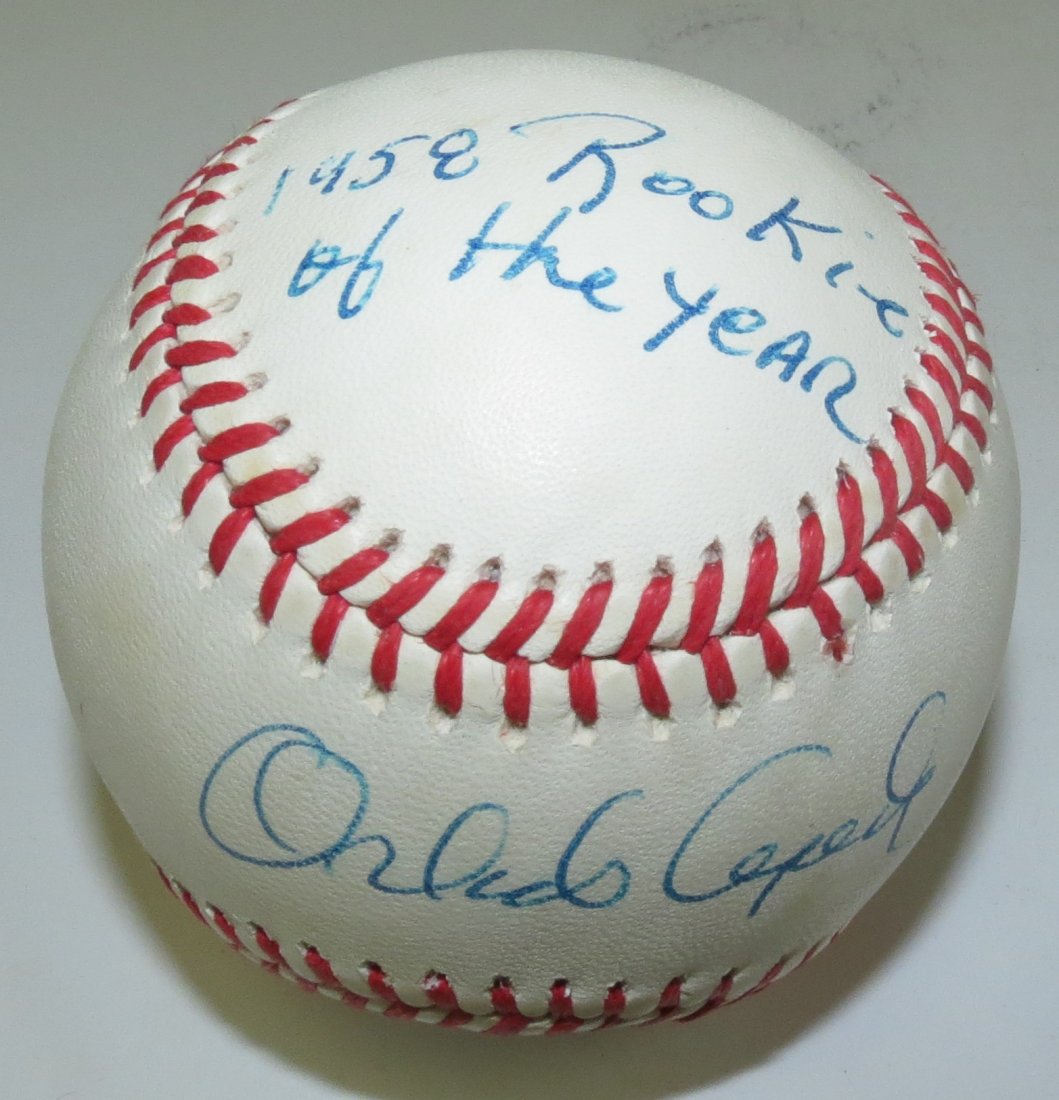 1958 Rookie
of the YEAR
Orlando Cepeda